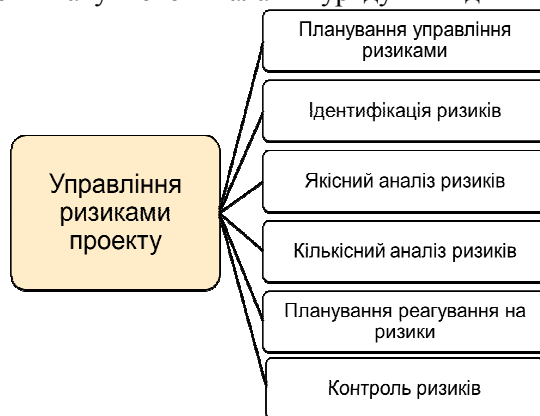 Планування управління
ризиками
Ідентифікація ризиків
Якісний аналіз ризиків
Управління
ризиками
проекту
Кількісний аналіз ризиків
Планування реагування на
ризики
Контроль ризиків